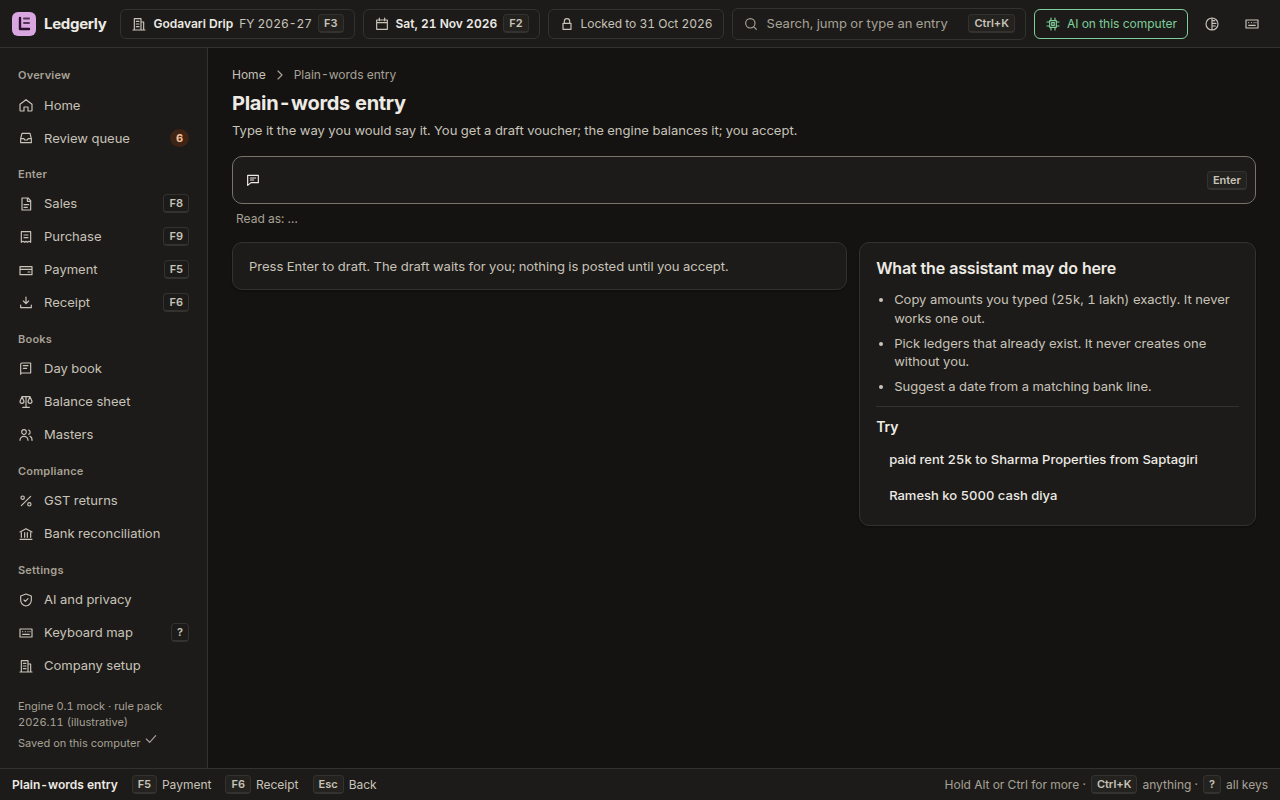 Ledgerly
Godavari Drip FY 2026-27 F3
Sat, 21 Nov 2026 F2
Locked to 31 Oct 2026
Search, jump or type an entry Ctrl+K
AI on this computer
Overview
Home
Review queue 6
Enter
Sales F8
Purchase F9
Payment F5
Receipt F6
Books
Day book
Balance sheet
Masters
Compliance
GST returns
Bank reconciliation
Settings
AI and privacy
Keyboard map ?
Company setup
Engine 0.1 mock · rule pack
2026.11 (illustrative)
Saved on this computer
Home > Plain-words entry
Plain-words entry
Type it the way you would say it. You get a draft voucher; the engine balances it; you accept.
Enter
Read as: ...
Press Enter to draft. The draft waits for you; nothing is posted until you accept.
What the assistant may do here
• Copy amounts you typed (25k, 1 lakh) exactly. It never
works one out.
• Pick ledgers that already exist. It never creates one
without you.
• Suggest a date from a matching bank line.
Try
paid rent 25k to Sharma Properties from Saptagiri
Ramesh ko 5000 cash diya
Plain-words entry F5 Payment F6 Receipt Esc Back
Hold Alt or Ctrl for more · Ctrl+K anything · ? all keys